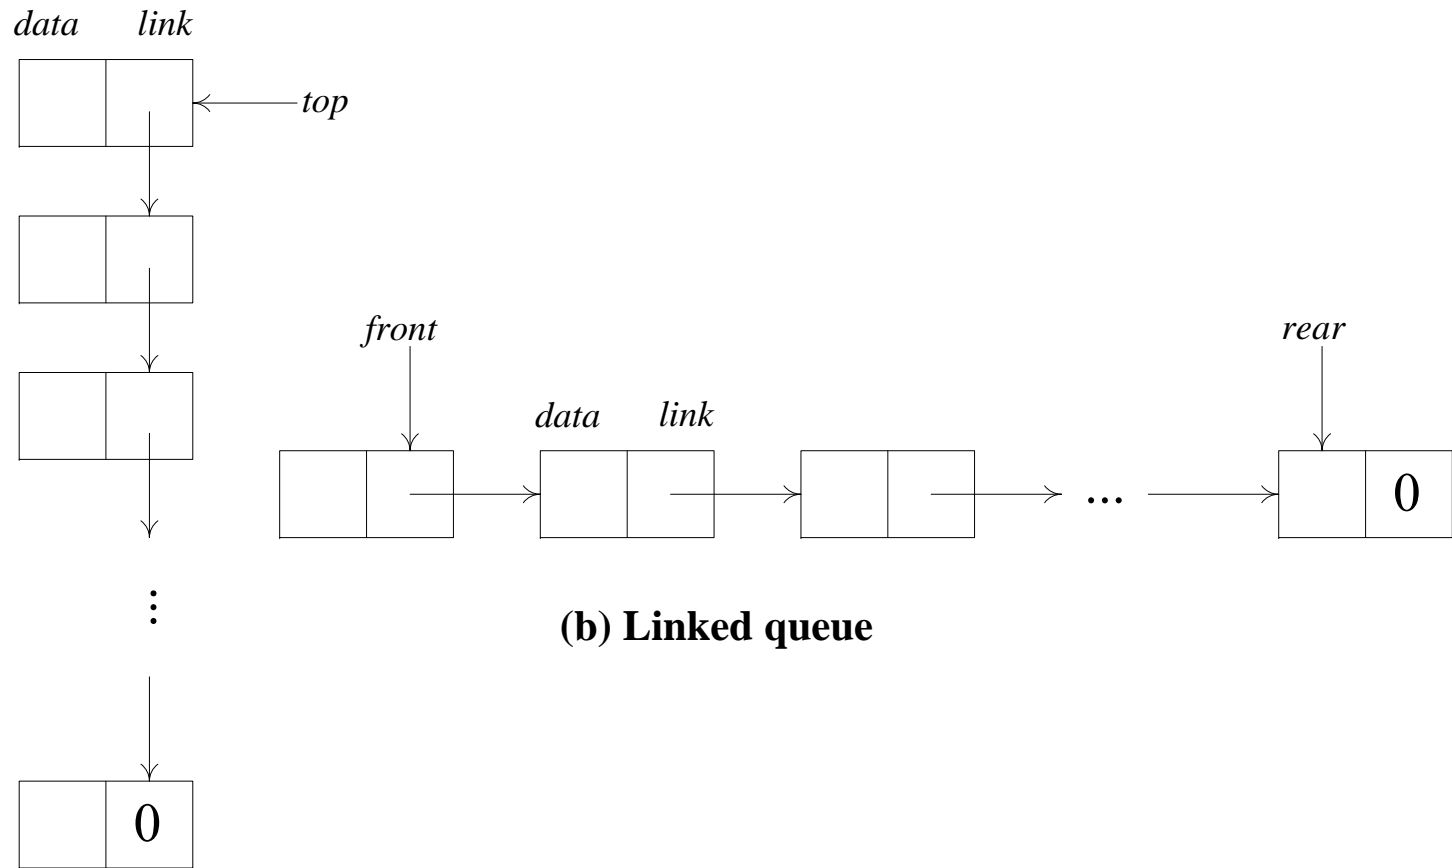 data link
top
front
rear
data link
... 0
(b) Linked queue
⋮
0